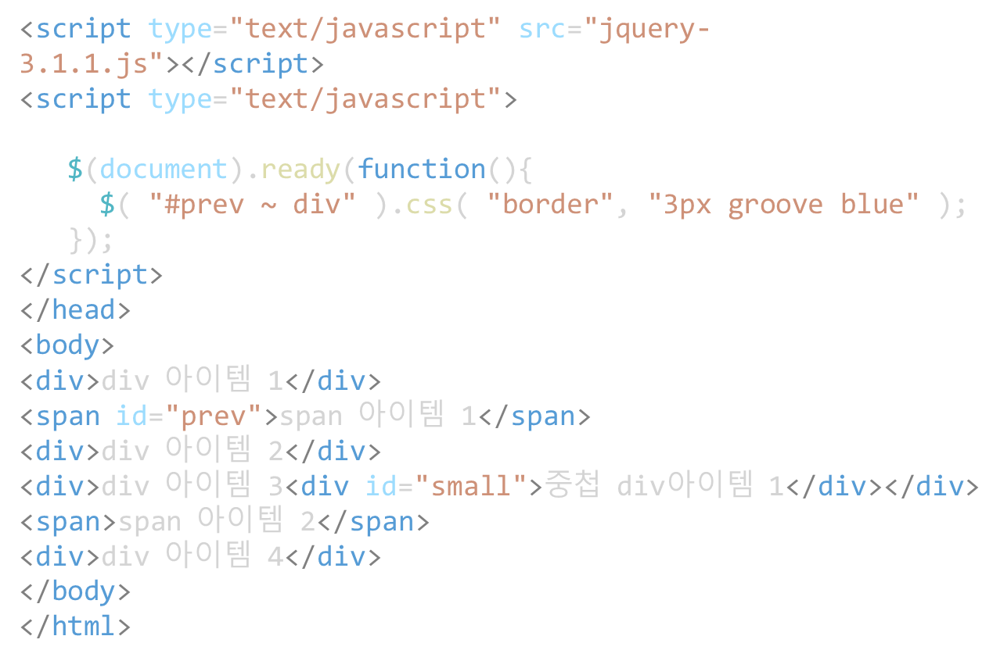 <script type="text/javascript" src="jquery-
3.1.1.js"></script>
<script type="text/javascript">
$(document).ready(function(){
$( "#prev ~ div" ).css( "border", "3px groove blue" );
});
</script>
</head>
<body>
<div>div 아이템 1</div>
<span id="prev">span 아이템 1</span>
<div>div 아이템 2</div>
<div>div 아이템 3<div id="small">중첩 div아이템 1</div></div>
<span>span 아이템 2</span>
<div>div 아이템 4</div>
</body>
</html>